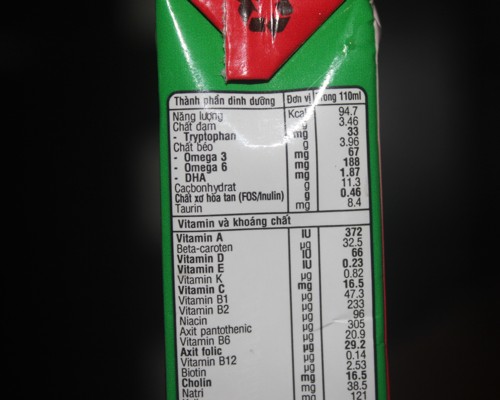 Thành phần dinh dưỡng Đơn vị Trong 110ml
Năng lượng Kcal 94.7
Chất đạm g 3.46
- Tryptophan mg 33
Chất béo g 3.96
- Omega 3 mg 67
- Omega 6 mg 188
- DHA mg 1.87
Cacbonhydrat g 11.3
Chất xơ hòa tan (FOS/Inulin) g 0.46
Taurin mg 8.4
Vitamin và khoáng chất
Vitamin A IU 372
Beta-caroten µg 32.5
Vitamin D IU 66
Vitamin E IU 0.23
Vitamin K µg 0.82
Vitamin C mg 16.5
Vitamin B1 µg 47.3
Vitamin B2 µg 233
Niacin µg 96
Axit pantothenic µg 305
Vitamin B6 µg 20.9
Axit folic µg 29.2
Vitamin B12 µg 0.14
Biotin µg 2.53
Cholin mg 16.5
Natri mg 38.5
mg 121